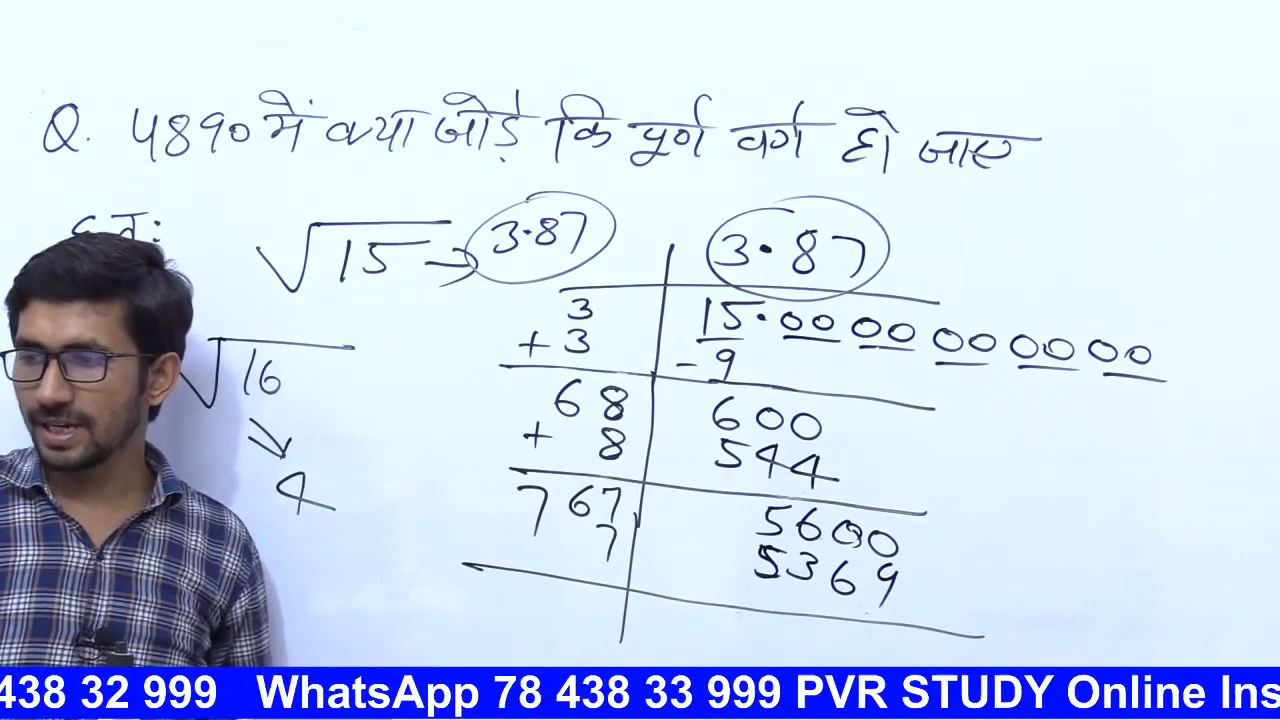 Q. 4890 में क्या जोड़े कि पूर्ण वर्ग हो जाए
√15 → 3.87
√16
4
3.87
3 15.00 00 00 00 00
+ 3 - 9
68 600
+ 8 544
767 5600
7 5369
438 32 999 WhatsApp 78 438 33 999 PVR STUDY Online Ins